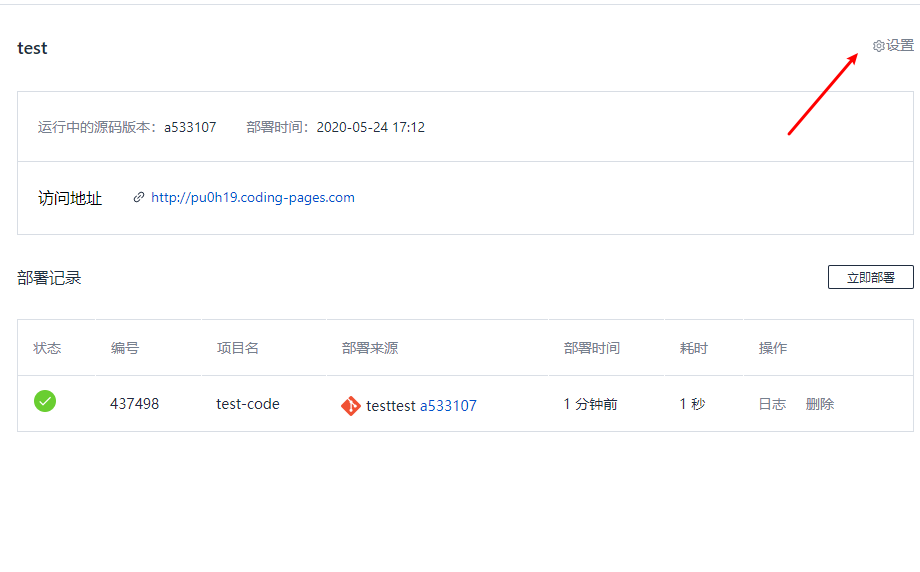 test
设置
运行中的源码版本：a533107 部署时间：2020-05-24 17:12
访问地址 http://pu0h19.coding-pages.com
部署记录 立即部署
状态 编号 项目名 部署来源 部署时间 耗时 操作
437498 test-code testtest a533107 1 分钟前 1 秒 日志 删除